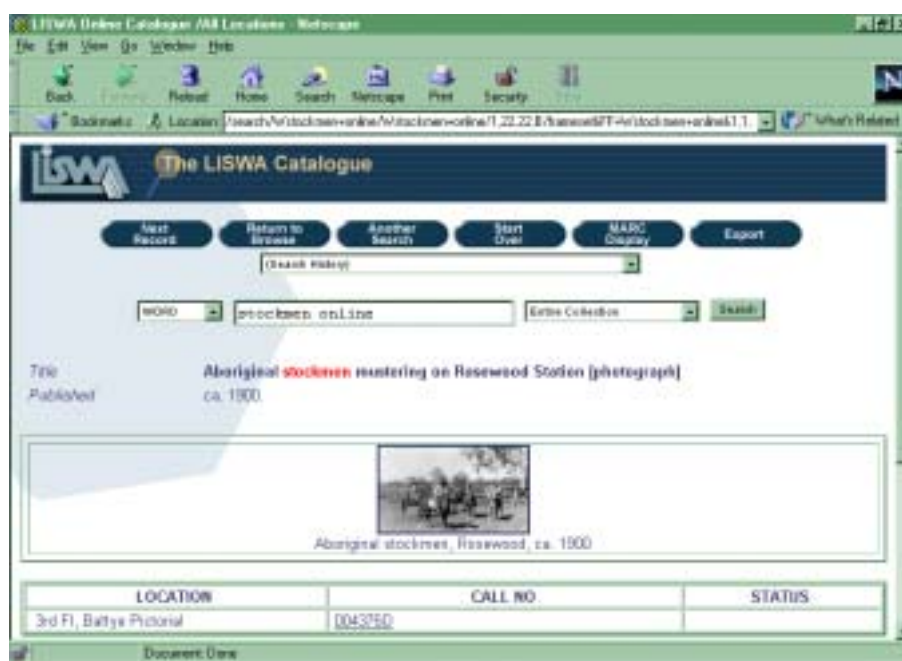 LISWA Online Catalogue /All Locations - Netscape
File Edit View Go Window Help
Back Forward Reload Home Search Netscape Print Security
Bookmarks Location: What's Related
LISWA The LISWA Catalogue
Next Record Return to Browse Another Search Start Over MARC Display Export
(Search History)
WORD stockmen online Entire Collection Search
Title Aboriginal stockmen mustering on Rosewood Station [photograph]
Published ca. 1900.
Aboriginal stockmen, Rosewood, ca. 1900
LOCATION CALL NO STATUS
3rd Fl, Battye Pictorial 004375D
Document: Done